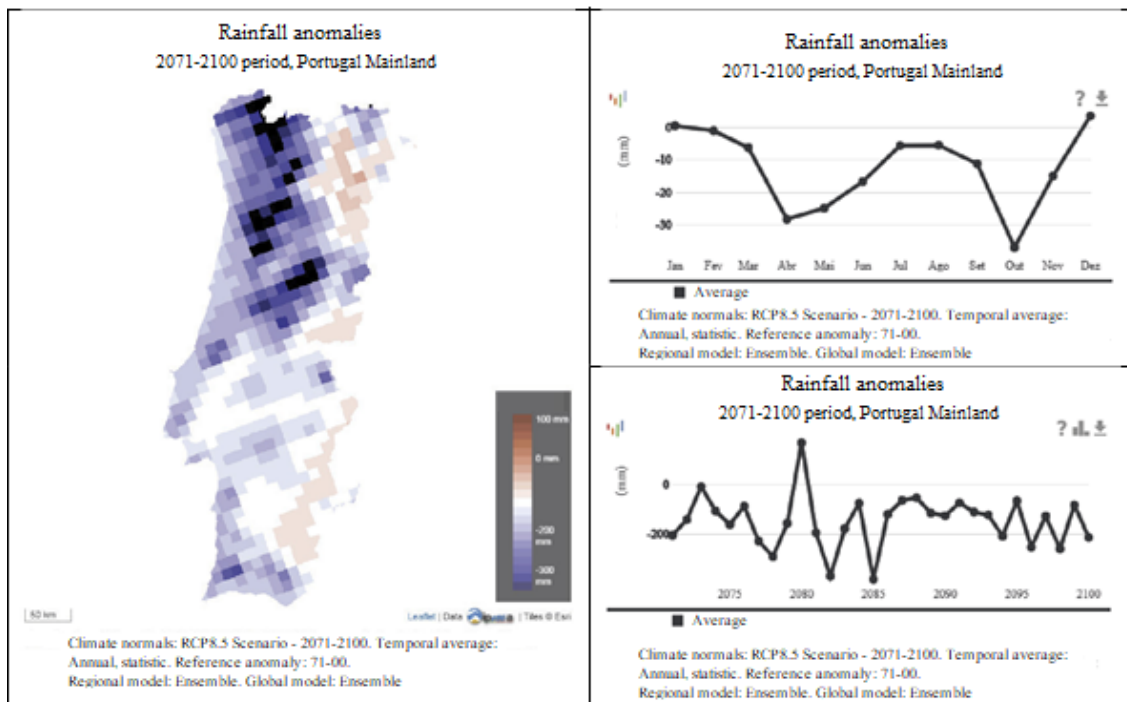 Rainfall anomalies
2071-2100 period, Portugal Mainland
100 mm
0 mm
-200
mm
-300
mm
50 km
Leaflet | Data | Tiles © Esri
Climate normals: RCP8.5 Scenario - 2071-2100. Temporal average:
Annual, statistic. Reference anomaly: 71-00.
Regional model: Ensemble. Global model: Ensemble
Rainfall anomalies
2071-2100 period, Portugal Mainland
?
(mm)
0
-10
-20
-30
Jan Fev Mar Abr Mai Jun Jul Ago Set Out Nov Dez
Average
Climate normals: RCP8.5 Scenario - 2071-2100. Temporal average:
Annual, statistic. Reference anomaly: 71-00.
Regional model: Ensemble. Global model: Ensemble
Rainfall anomalies
2071-2100 period, Portugal Mainland
?
(mm)
0
-200
2075 2080 2085 2090 2095 2100
Average
Climate normals: RCP8.5 Scenario - 2071-2100. Temporal average:
Annual, statistic. Reference anomaly: 71-00.
Regional model: Ensemble. Global model: Ensemble